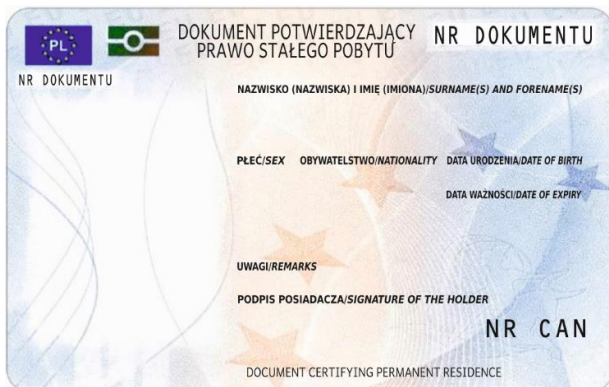 PL
DOKUMENT POTWIERDZAJĄCY
PRAWO STAŁEGO POBYTU
NR DOKUMENTU
NR DOKUMENTU
NAZWISKO (NAZWISKA) I IMIĘ (IMIONA)/SURNAME(S) AND FORENAME(S)
PŁEĆ/SEX OBYWATELSTWO/NATIONALITY DATA URODZENIA/DATE OF BIRTH
DATA WAŻNOŚCI/DATE OF EXPIRY
UWAGI/REMARKS
PODPIS POSIADACZA/SIGNATURE OF THE HOLDER
NR CAN
DOCUMENT CERTIFYING PERMANENT RESIDENCE